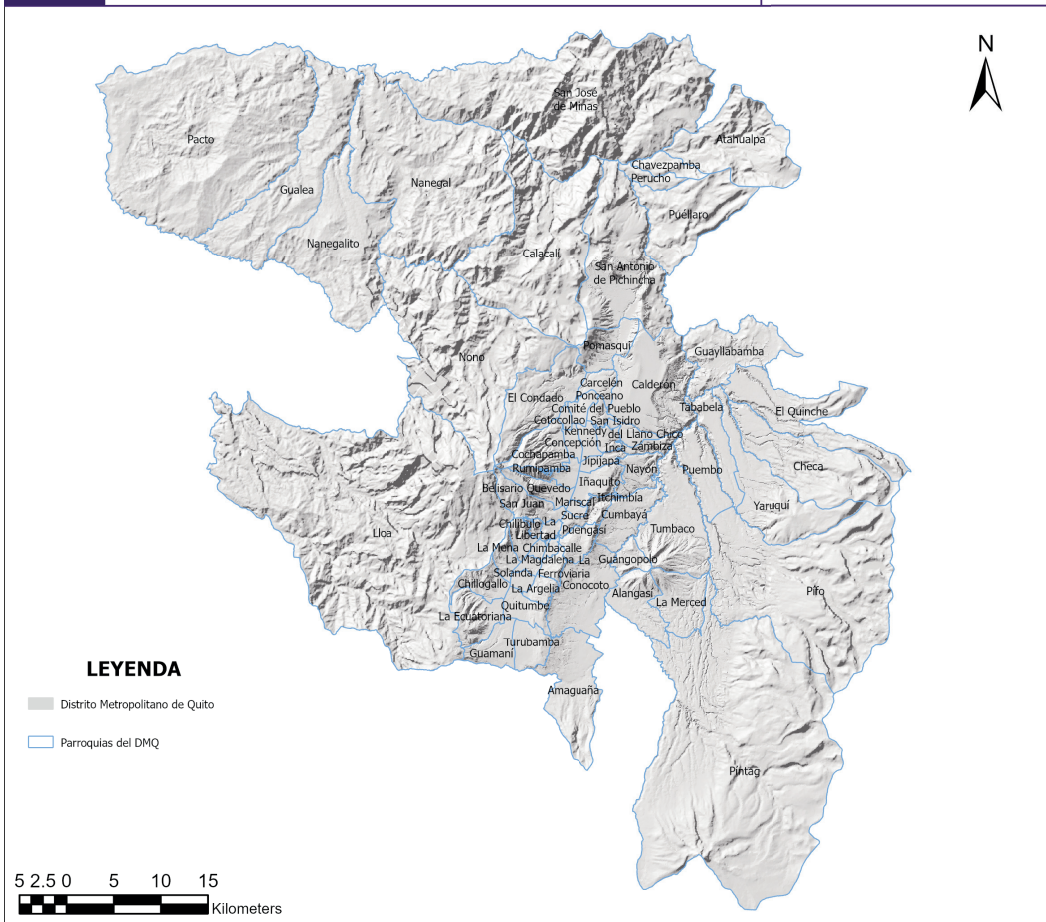 N
San José
de Minas
Pacto
Atahualpa
Chavezpamba
Perucho
Nanegal
Gualea
Puéllaro
Nanegalito
Calacalí
San Antonio
de Pichincha
Pomasqui
Guayllabamba
Nono
Carcelén
Calderón
Ponceano
El Condado
Comité del Pueblo
Tababela
El Quinche
Cotocollao
San Isidro
Kennedy
del Llano Chico
Concepción
Inca
Zámbiza
Cochapamba
Jipijapa
Checa
Rumipamba
Nayón
Puembo
Iñaquito
Belisario Quevedo
Itchimbía
San Juan
Mariscal
Yaruquí
Sucre
Cumbayá
Chilibulo
La
Puengasí
Tumbaco
Lloa
Libertad
La Mena
Chimbacalle
La Magdalena
La
Guangopolo
Solanda
Ferroviaria
Chillogallo
Conocoto
La Argelia
Alangasí
Pifo
La Merced
Quitumbe
La Ecuatoriana
Turubamba
Guamaní
LEYENDA
Amaguaña
Distrito Metropolitano de Quito
Parroquias del DMQ
Píntag
5 2.5 0 5 10 15
Kilometers